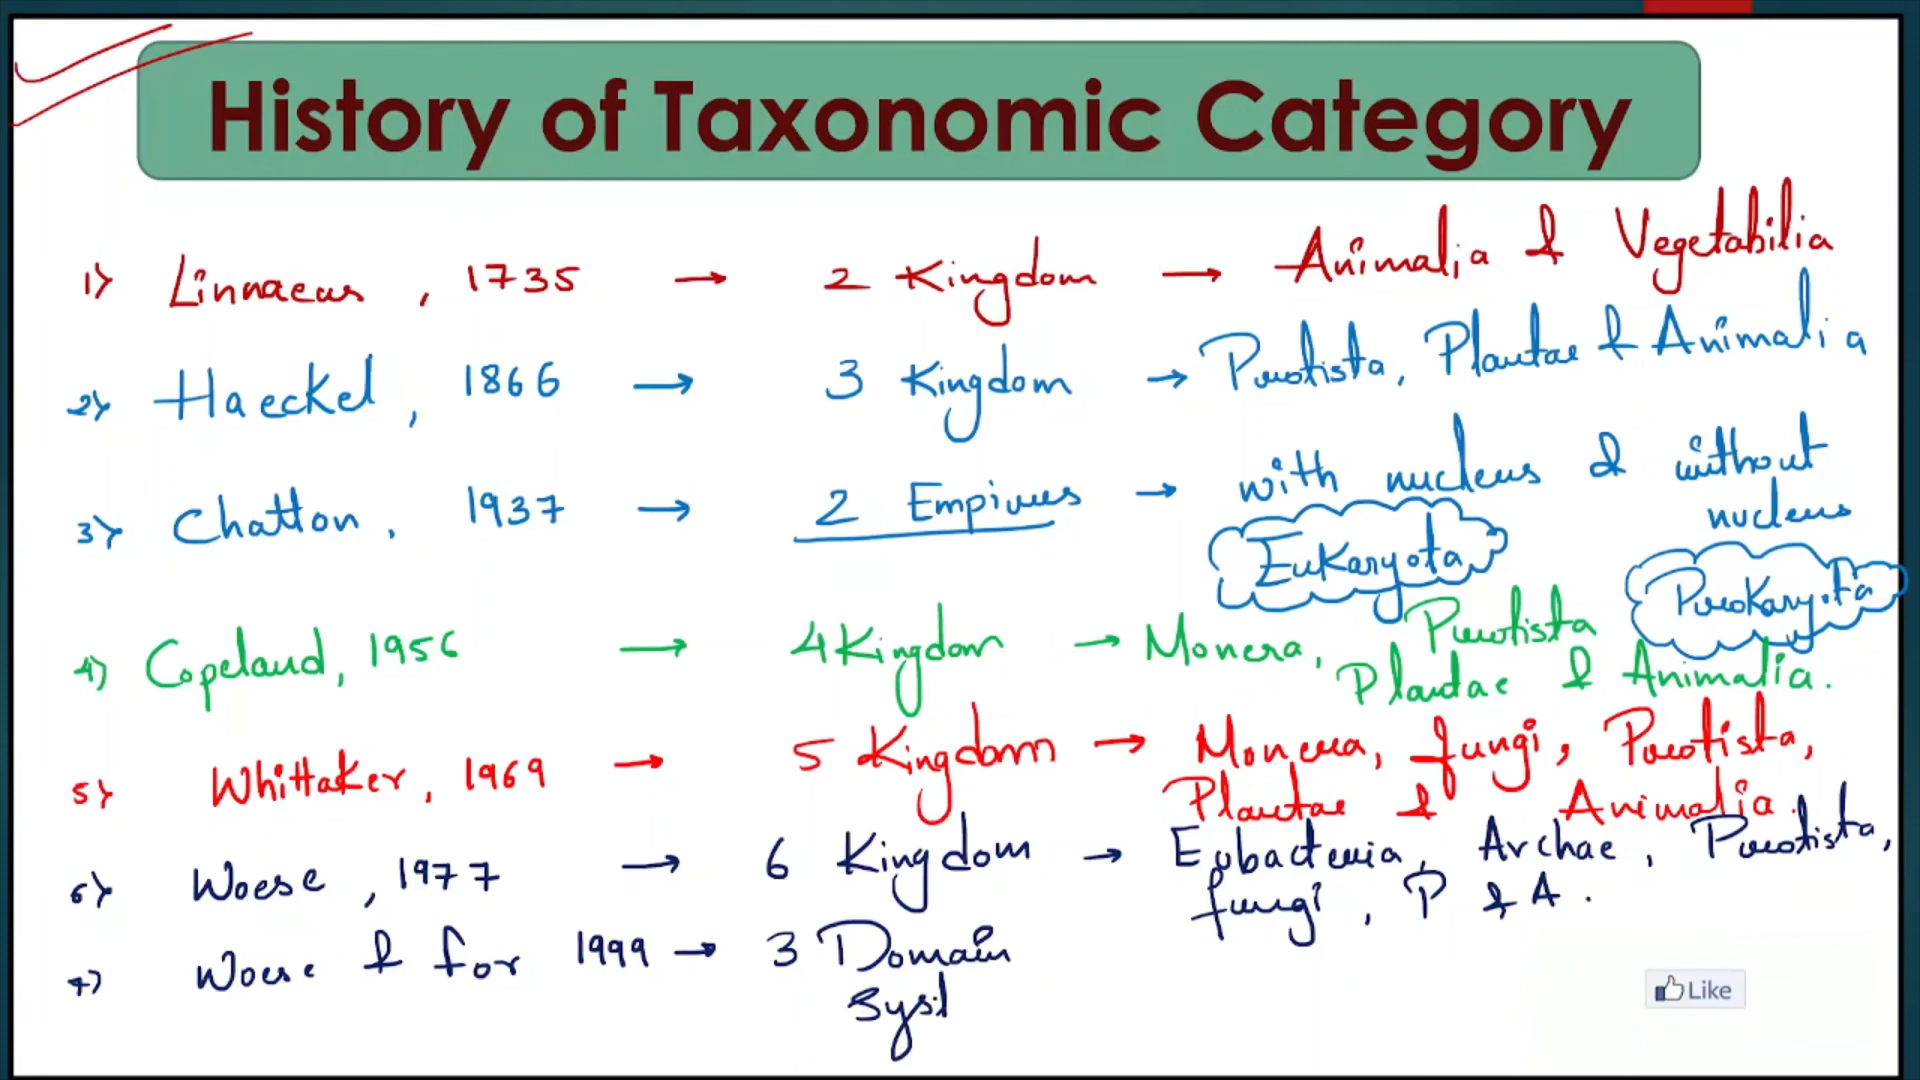 History of Taxonomic Category
1) Linnaeus, 1735 → 2 Kingdom → Animalia & Vegetabilia
2) Haeckel, 1866 → 3 Kingdom → Protista, Plantae & Animalia
3) Chatton, 1937 → 2 Empires → with nucleus & without
nucleus
Eukaryota Prokaryota
4) Copeland, 1956 → 4 Kingdom → Monera, Protista
Plantae & Animalia.
5) Whittaker, 1969 → 5 Kingdom → Monera, fungi, Protista,
Plantae & Animalia.
6) Woese, 1977 → 6 Kingdom → Eubacteria, Archae, Protista,
fungi, P & A.
7) Woese & for 1999 → 3 Domain
Syst
Like